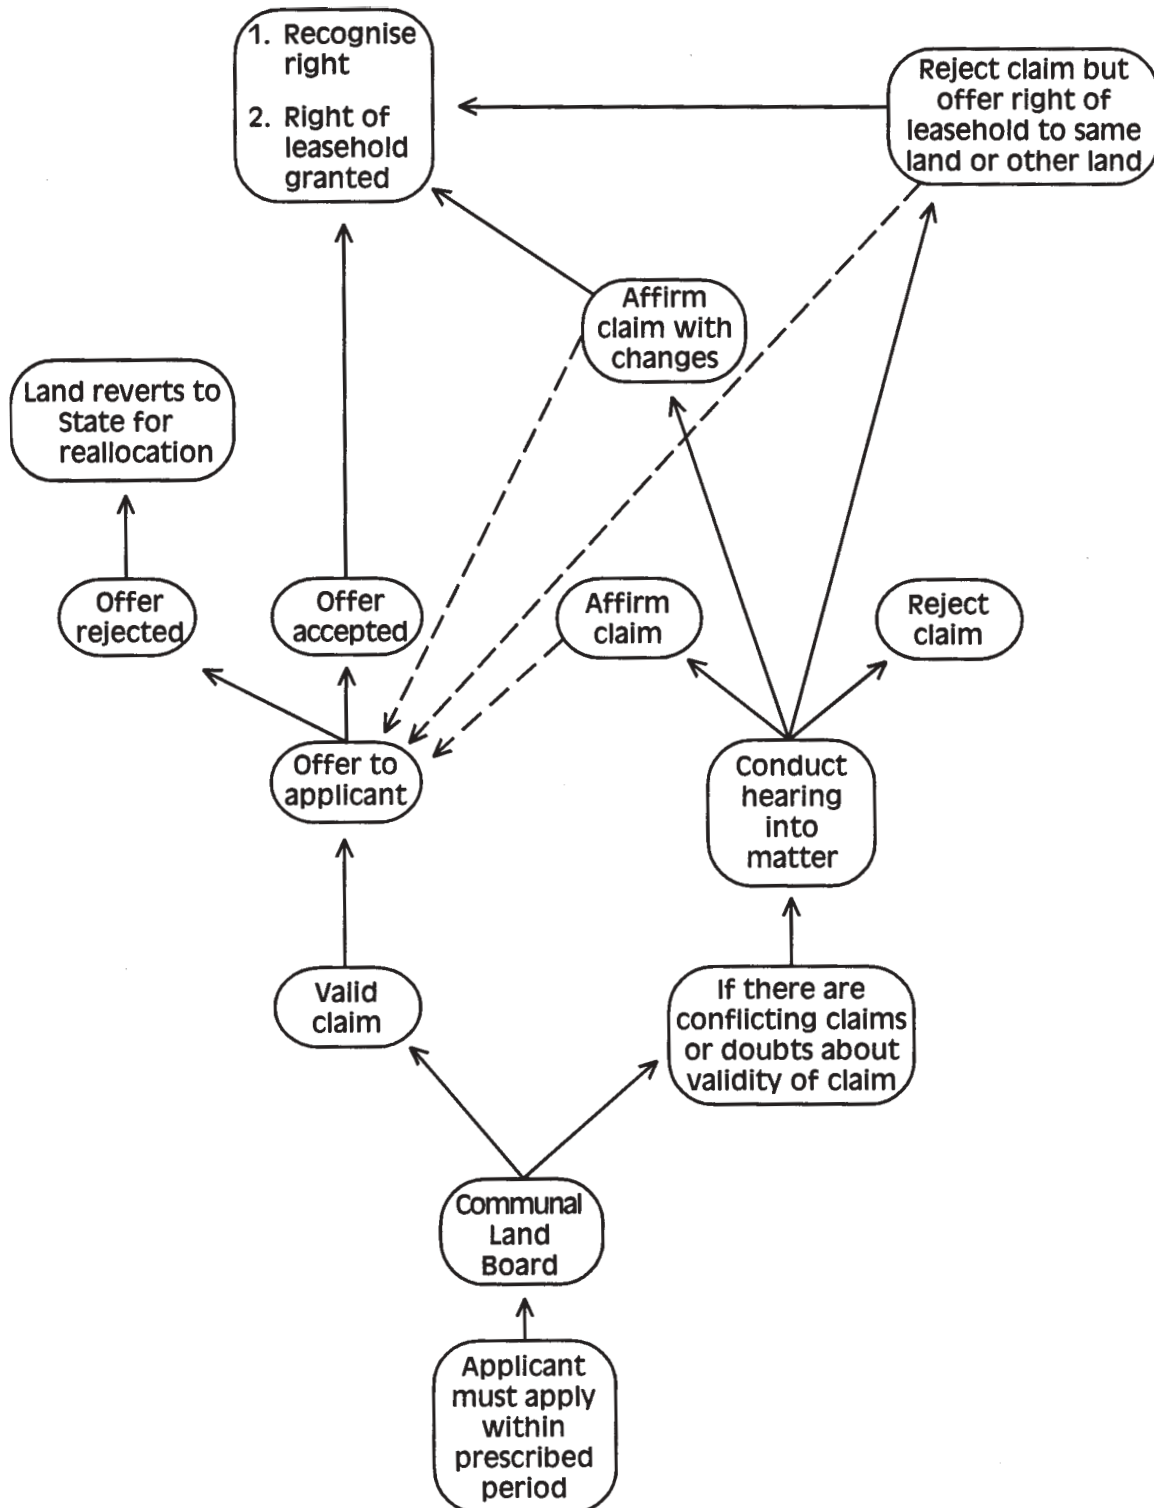 1. Recognise
right
2. Right of
leasehold
granted
Reject claim but
offer right of
leasehold to same
land or other land
Affirm
claim with
changes
Land reverts to
State for
reallocation
Offer
rejected
Offer
accepted
Affirm
claim
Reject
claim
Offer to
applicant
Conduct
hearing
into
matter
Valid
claim
If there are
conflicting claims
or doubts about
validity of claim
Communal
Land
Board
Applicant
must apply
within
prescribed
period